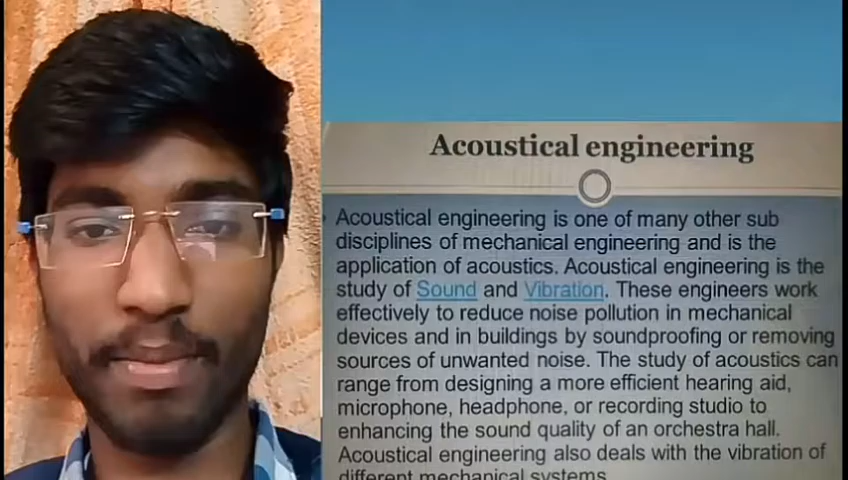 Acoustical engineering
Acoustical engineering is one of many other sub
disciplines of mechanical engineering and is the
application of acoustics. Acoustical engineering is the
study of Sound and Vibration. These engineers work
effectively to reduce noise pollution in mechanical
devices and in buildings by soundproofing or removing
sources of unwanted noise. The study of acoustics can
range from designing a more efficient hearing aid,
microphone, headphone, or recording studio to
enhancing the sound quality of an orchestra hall.
Acoustical engineering also deals with the vibration of
different mechanical systems.